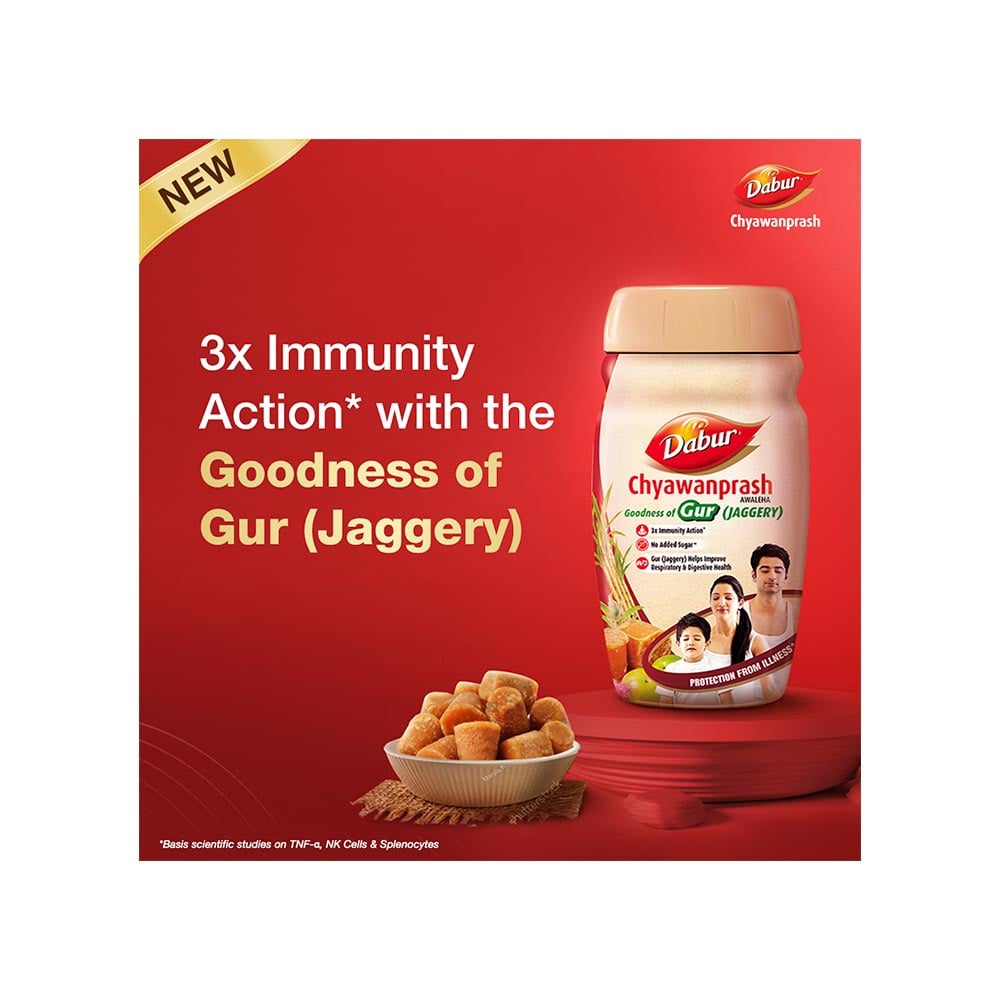 NEW
Dabur
Chyawanprash
3x Immunity
Action* with the
Goodness of
Gur (Jaggery)
Dabur
Chyawanprash
AWALEHA
Goodness of Gur (JAGGERY)
3x Immunity Action*
No Added Sugar
Gur (Jaggery) Helps Improve
Respiratory & Digestive Health
PROTECTION FROM ILLNESS
*Basis scientific studies on TNF-α, NK Cells & Splenocytes